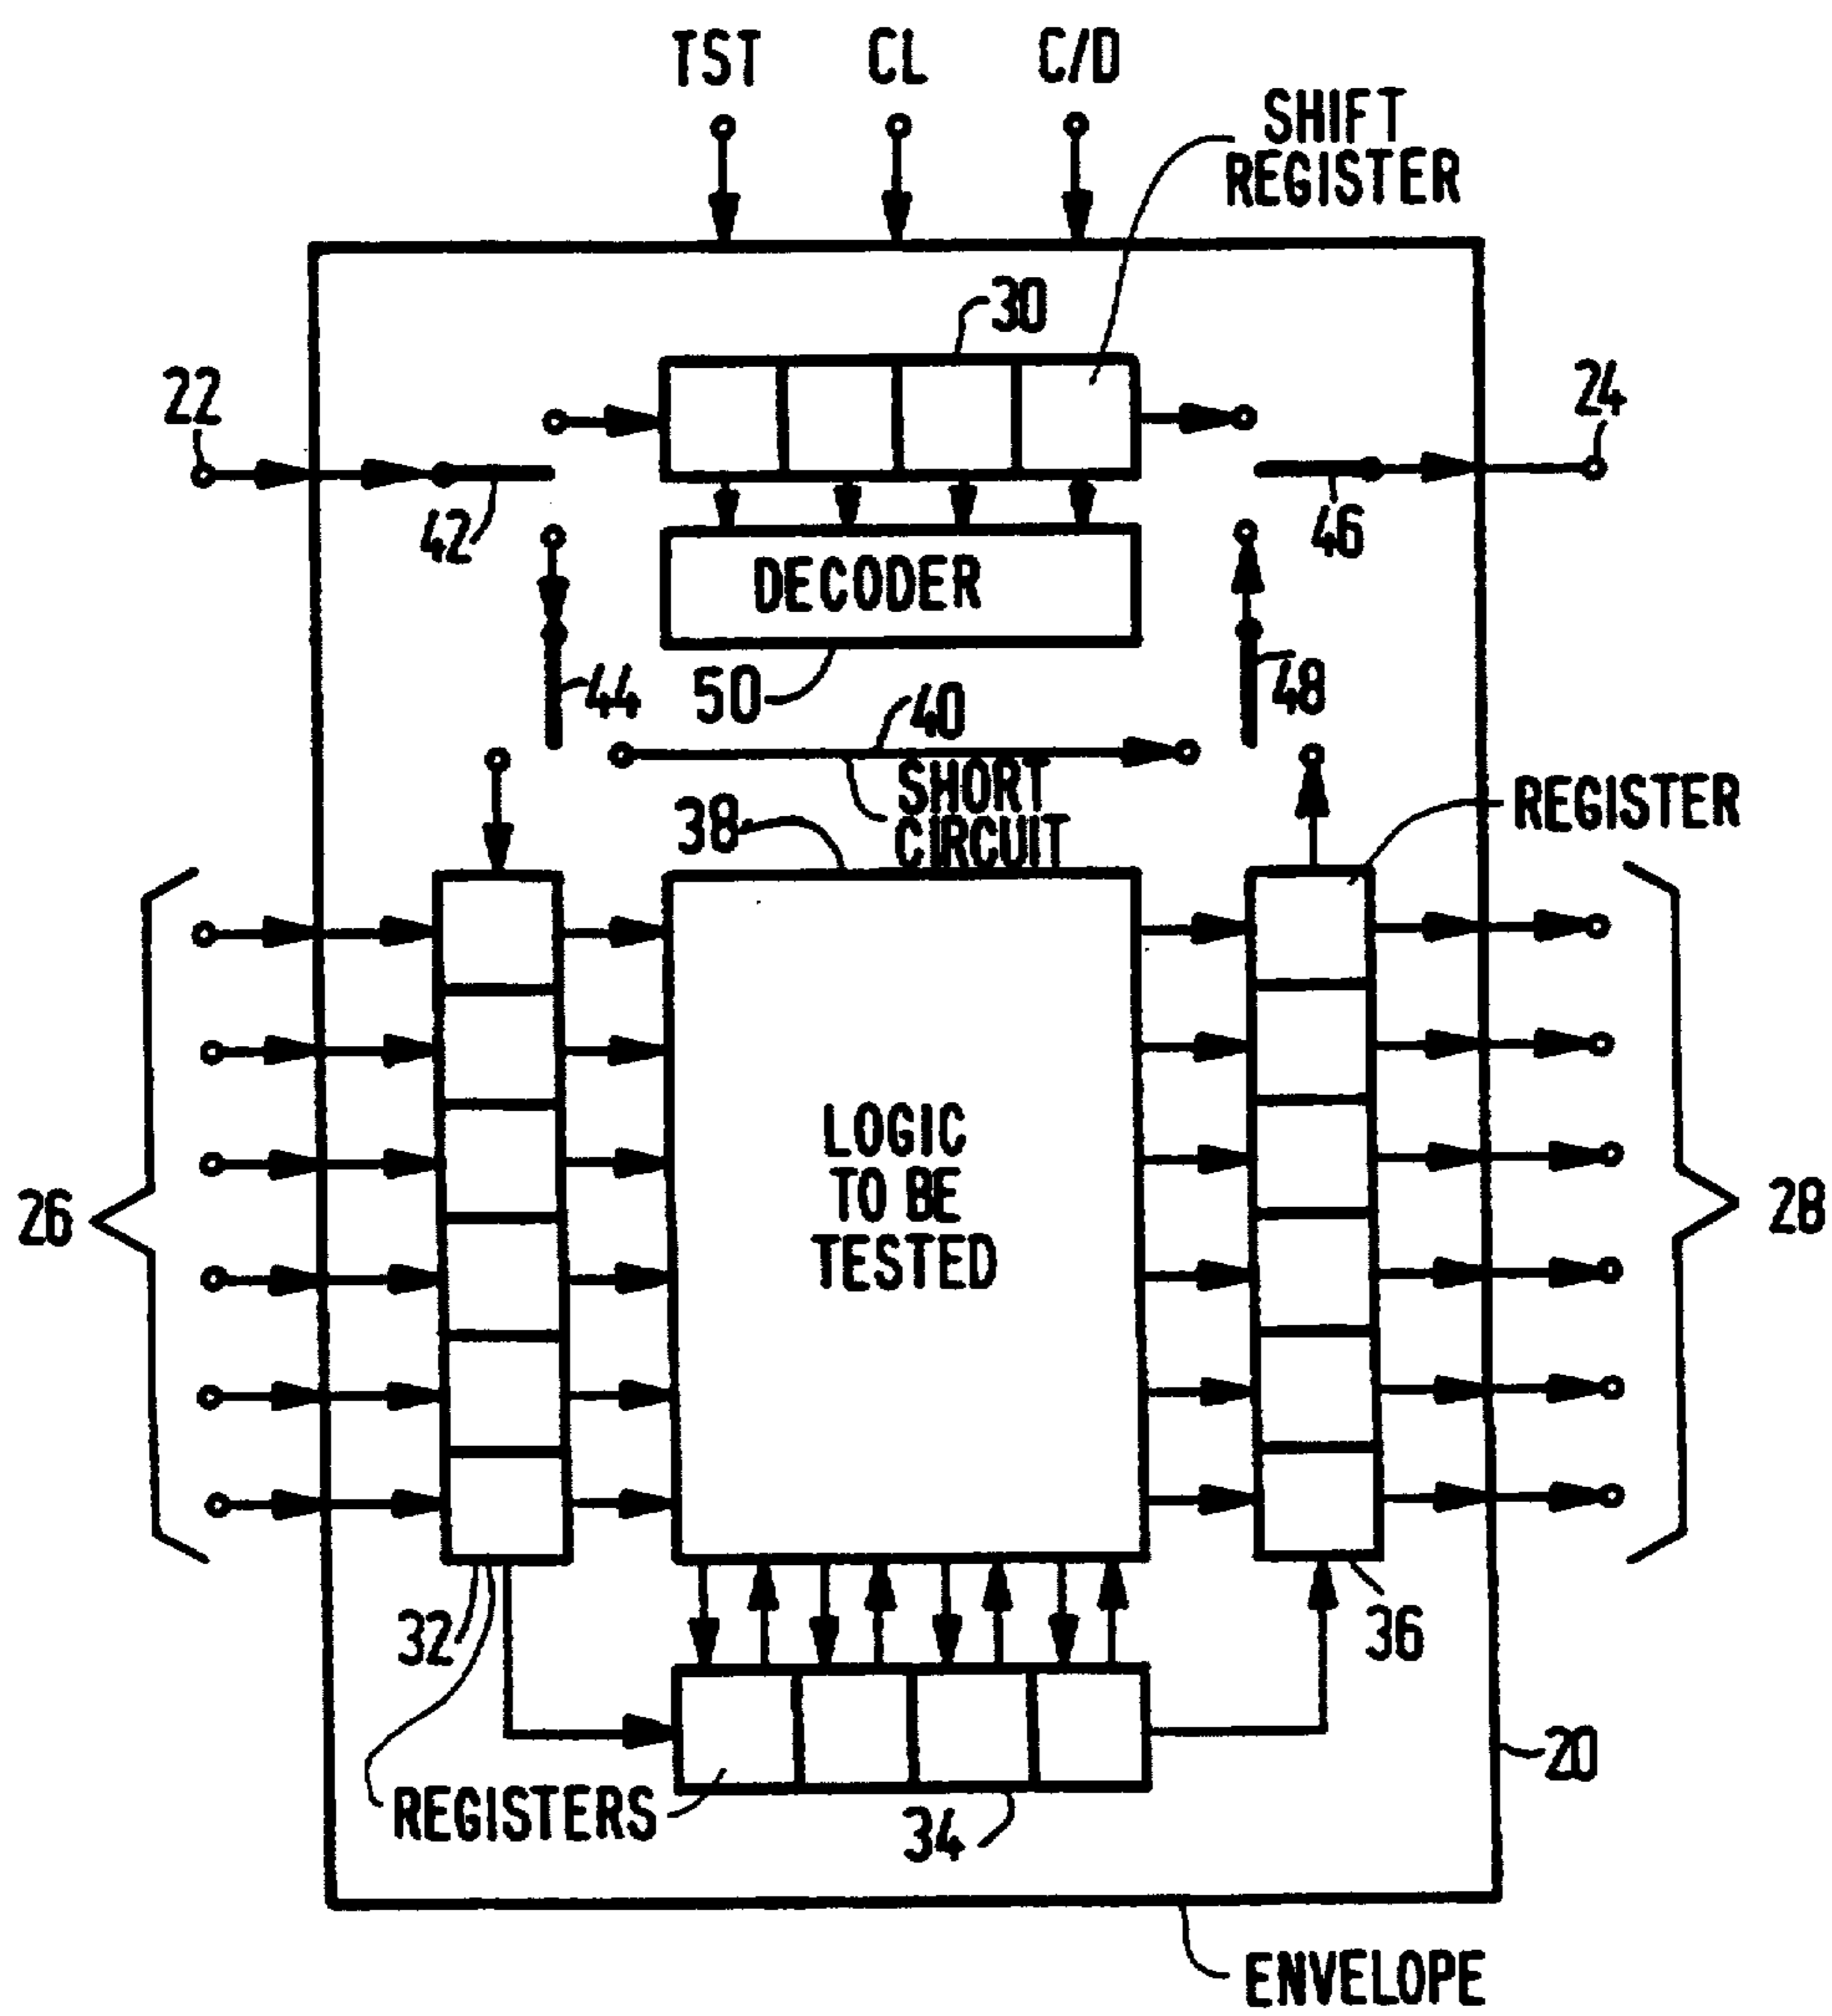 TST CL C/D
SHIFT
REGISTER
30
22
24
42
46
DECODER
44
50
48
40
SHORT
CIRCUIT
38
REGISTER
26
LOGIC
TO BE
TESTED
28
32
36
20
REGISTERS
34
ENVELOPE